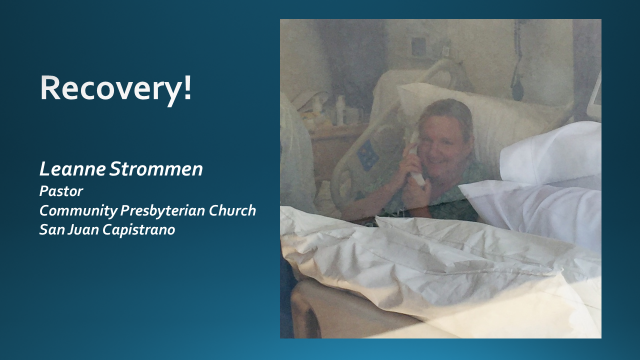 Recovery!
Leanne Strommen
Pastor
Community Presbyterian Church
San Juan Capistrano